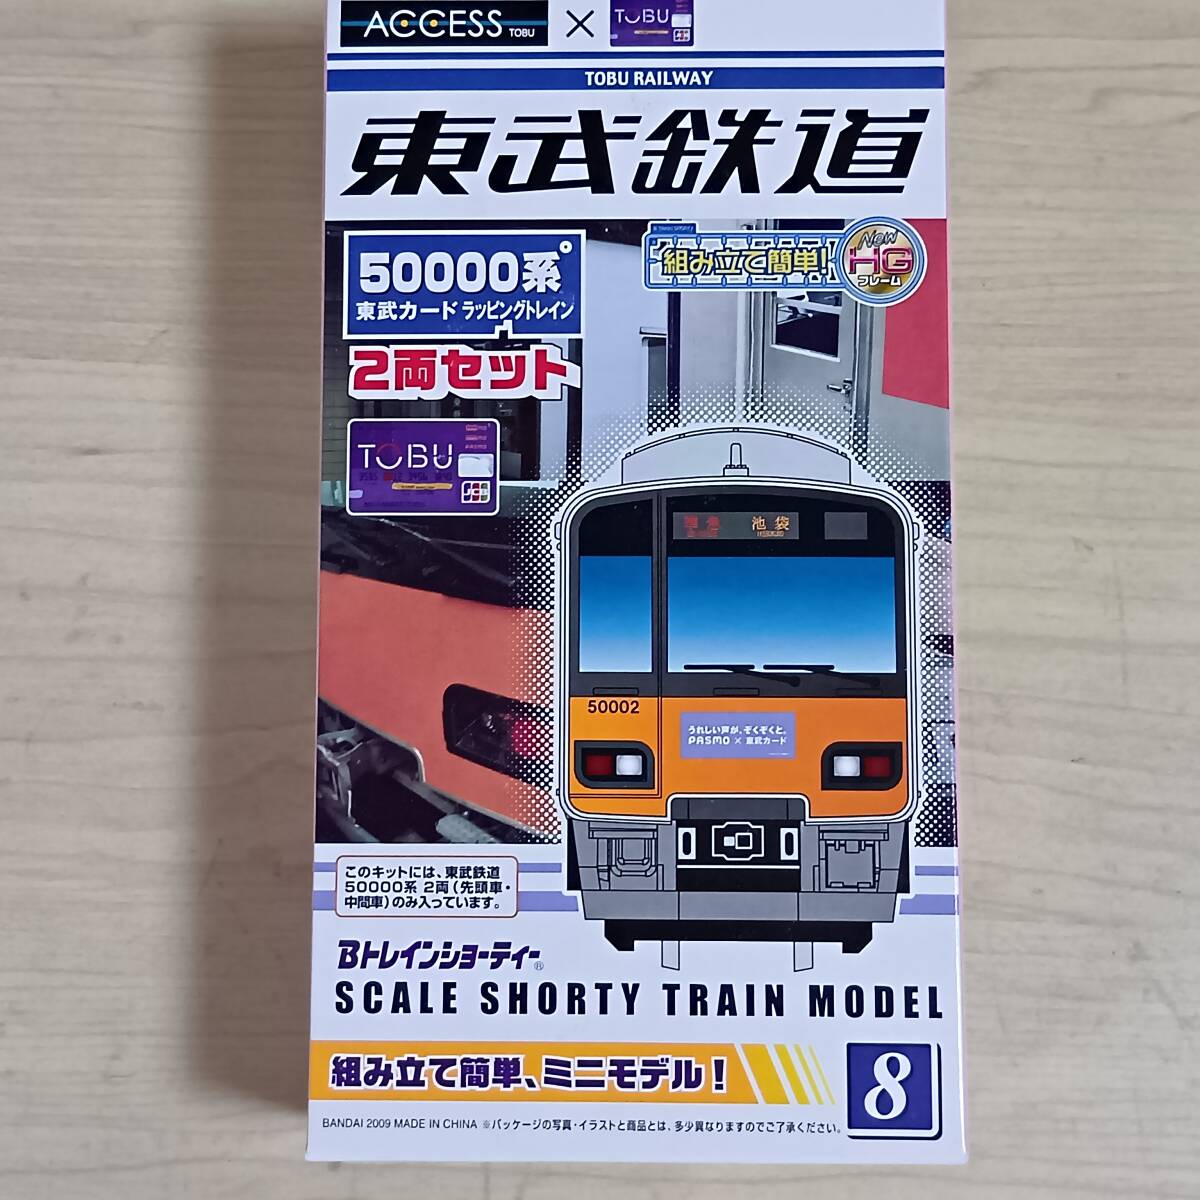 ACCESS TOBU × TOBU JCB
TOBU RAILWAY
東武鉄道
50000系
東武カード ラッピングトレイン
2両セット
B TRAIN SHORTY
組み立て簡単!
New
HG
フレーム
TOBU
PASMO
JCB
池袋
50002
うれしい声が、ぞくぞくと。
PASMO × 東武カード
このキットには、東武鉄道
50000系 2両(先頭車・
中間車)のみ入っています。
Bトレインショーティー®
SCALE SHORTY TRAIN MODEL
組み立て簡単、ミニモデル!
8
BANDAI 2009 MADE IN CHINA ※パッケージの写真・イラストと商品とは、多少異なりますのでご了承ください。